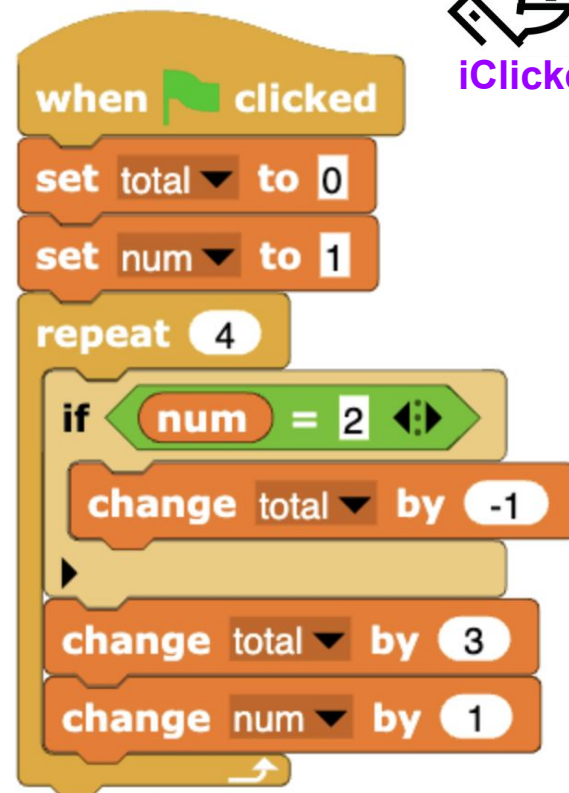 iClicke
when clicked
set total to 0
set num to 1
repeat 4
if num = 2
change total by -1
change total by 3
change num by 1